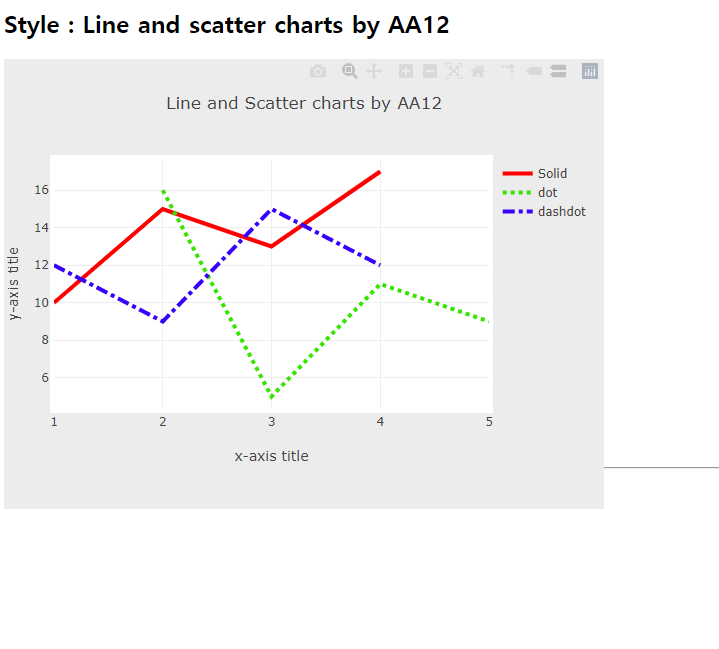 Style : Line and scatter charts by AA12
Line and Scatter charts by AA12
Solid
dot
dashdot
y-axis title
16
14
12
10
8
6
1 2 3 4 5
x-axis title